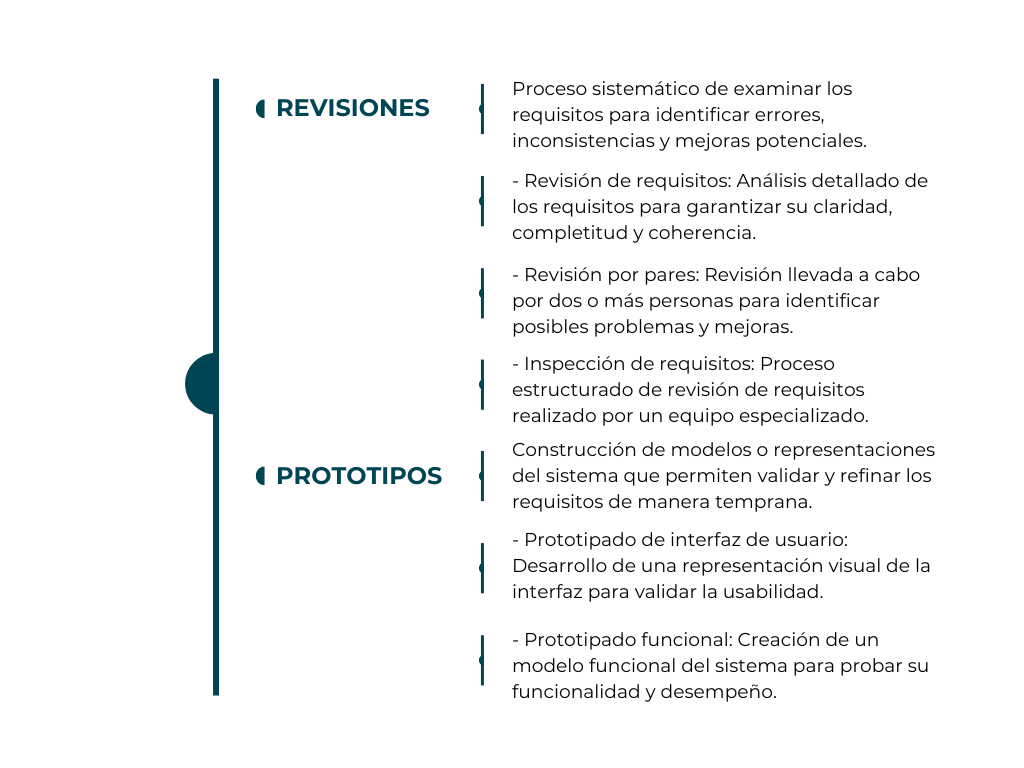 REVISIONES
Proceso sistemático de examinar los
requisitos para identificar errores,
inconsistencias y mejoras potenciales.
- Revisión de requisitos: Análisis detallado de
los requisitos para garantizar su claridad,
completitud y coherencia.
- Revisión por pares: Revisión llevada a cabo
por dos o más personas para identificar
posibles problemas y mejoras.
- Inspección de requisitos: Proceso
estructurado de revisión de requisitos
realizado por un equipo especializado.
PROTOTIPOS
Construcción de modelos o representaciones
del sistema que permiten validar y refinar los
requisitos de manera temprana.
- Prototipado de interfaz de usuario:
Desarrollo de una representación visual de la
interfaz para validar la usabilidad.
- Prototipado funcional: Creación de un
modelo funcional del sistema para probar su
funcionalidad y desempeño.